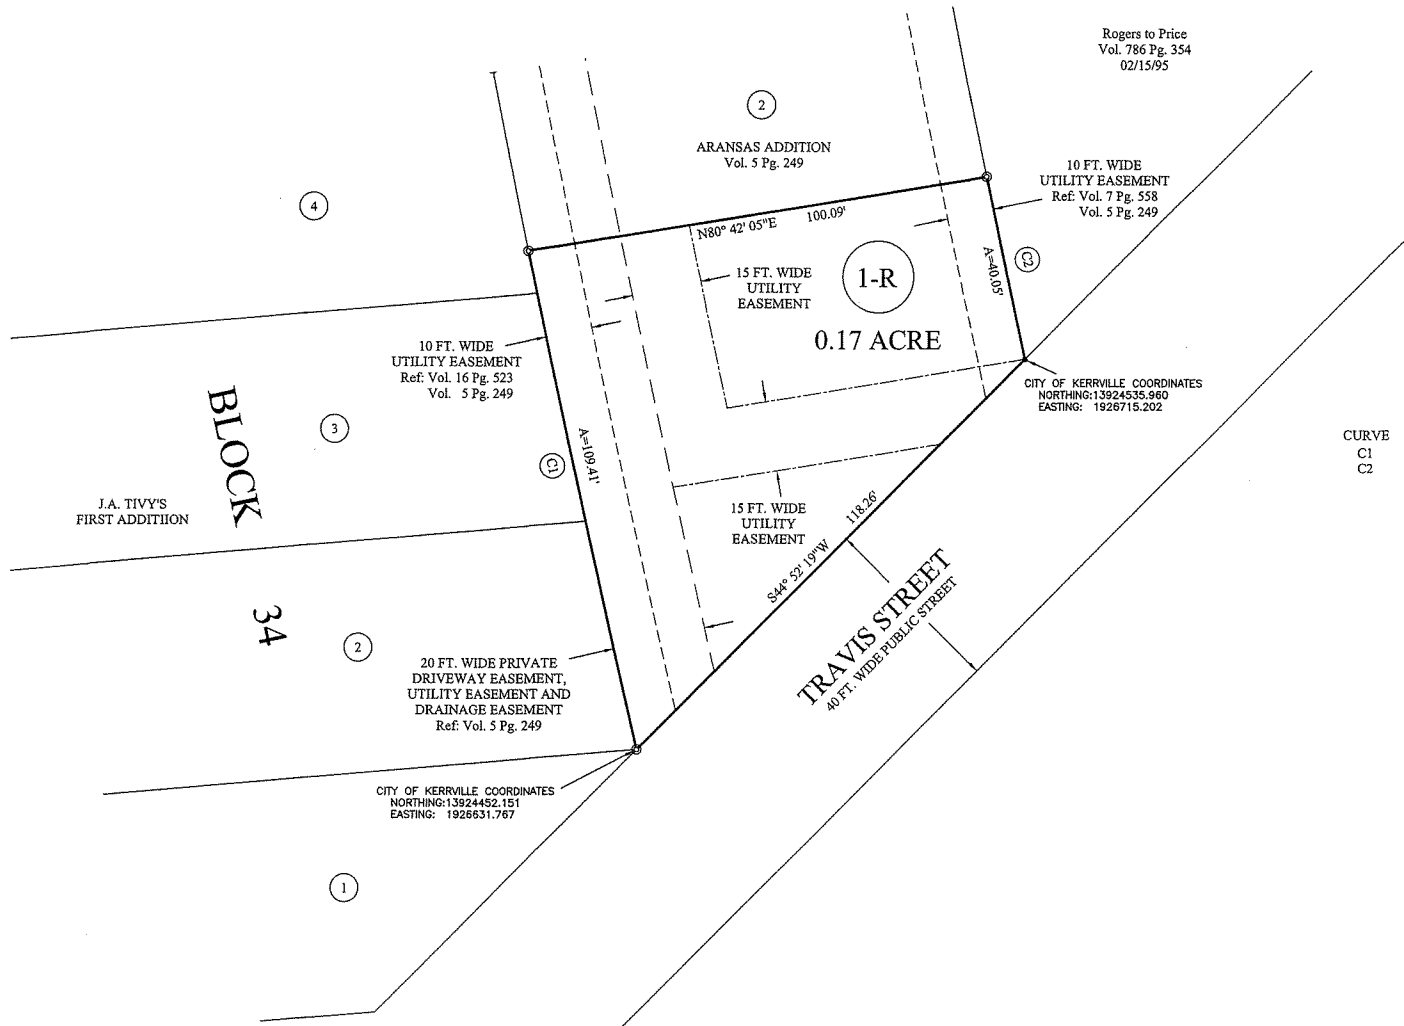 Rogers to Price
Vol. 786 Pg. 354
02/15/95
2
ARANSAS ADDITION
Vol. 5 Pg. 249
10 FT. WIDE
UTILITY EASEMENT
Ref: Vol. 7 Pg. 558
Vol. 5 Pg. 249
4
N80° 42' 05"E
100.09'
15 FT. WIDE
UTILITY
EASEMENT
1-R
0.17 ACRE
A=40.05'
C2
10 FT. WIDE
UTILITY EASEMENT
Ref: Vol. 16 Pg. 523
Vol. 5 Pg. 249
CITY OF KERRVILLE COORDINATES
NORTHING:13924535.960
EASTING: 1926715.202
BLOCK
34
3
A=109.41'
C1
CURVE
C1
C2
J.A. TIVY'S
FIRST ADDITIION
15 FT. WIDE
UTILITY
EASEMENT
S44° 52' 19"W
118.26'
TRAVIS STREET
40 FT. WIDE PUBLIC STREET
2
20 FT. WIDE PRIVATE
DRIVEWAY EASEMENT,
UTILITY EASEMENT AND
DRAINAGE EASEMENT
Ref: Vol. 5 Pg. 249
CITY OF KERRVILLE COORDINATES
NORTHING:13924452.151
EASTING: 1926631.767
1